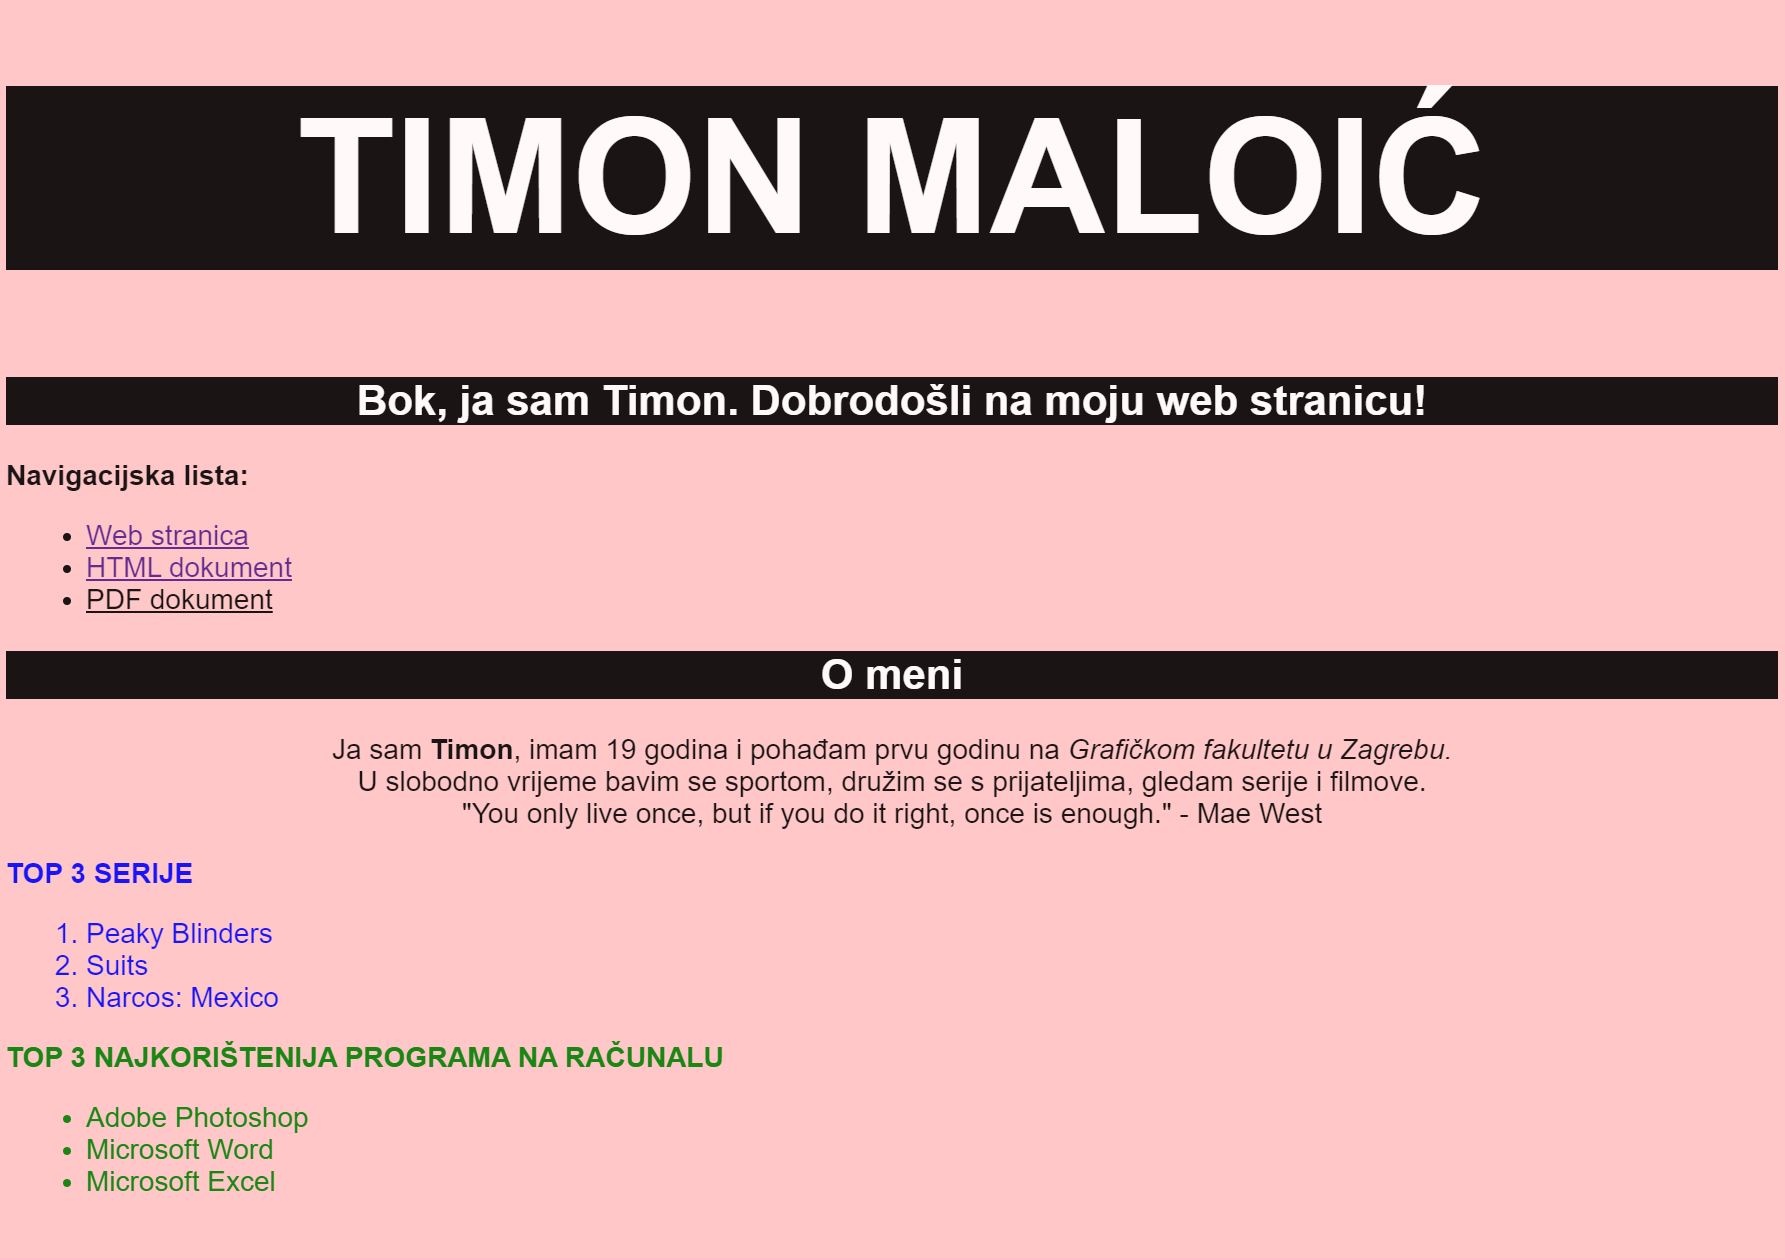 TIMON MALOIĆ
Bok, ja sam Timon. Dobrodošli na moju web stranicu!
Navigacijska lista:
• Web stranica
• HTML dokument
• PDF dokument
O meni
Ja sam Timon, imam 19 godina i pohađam prvu godinu na Grafičkom fakultetu u Zagrebu.
U slobodno vrijeme bavim se sportom, družim se s prijateljima, gledam serije i filmove.
"You only live once, but if you do it right, once is enough." - Mae West
TOP 3 SERIJE
1. Peaky Blinders
2. Suits
3. Narcos: Mexico
TOP 3 NAJKORIŠTENIJA PROGRAMA NA RAČUNALU
• Adobe Photoshop
• Microsoft Word
• Microsoft Excel